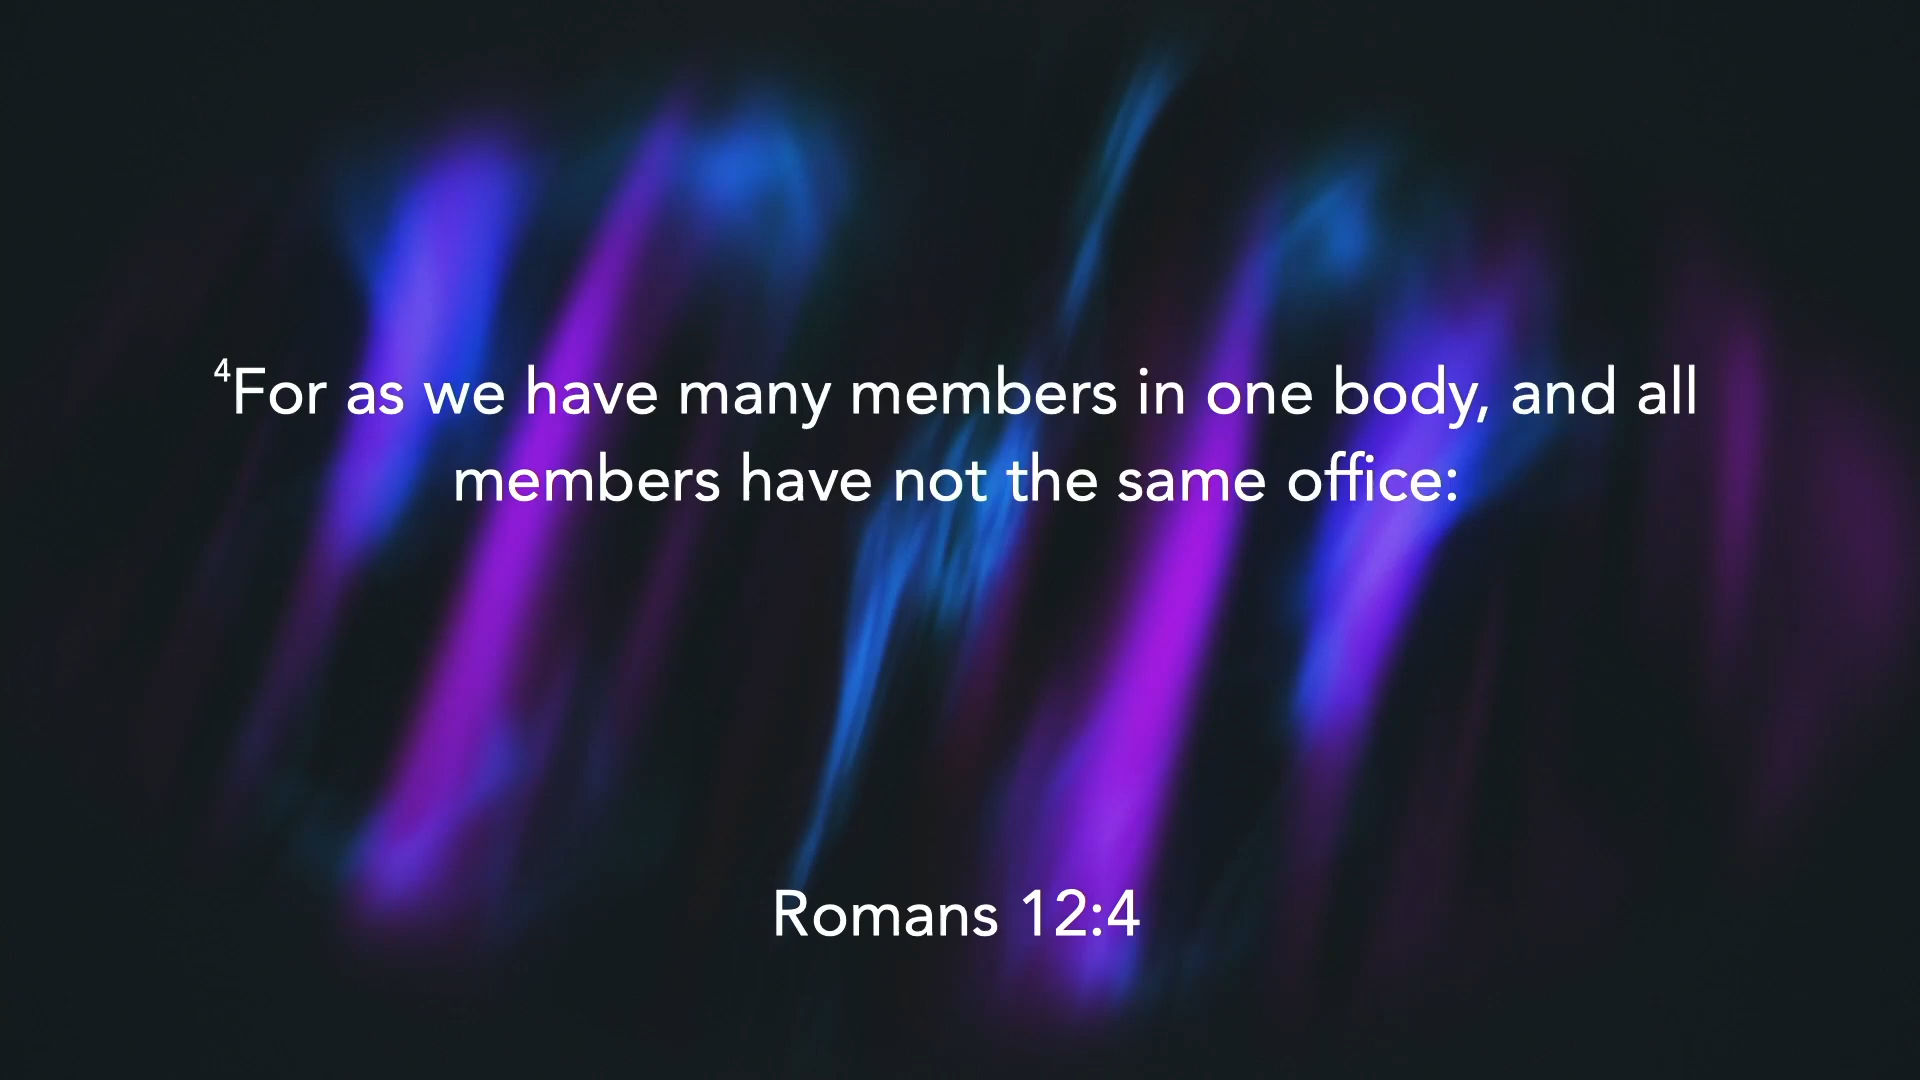 ⁴For as we have many members in one body, and all
members have not the same office:
Romans 12:4